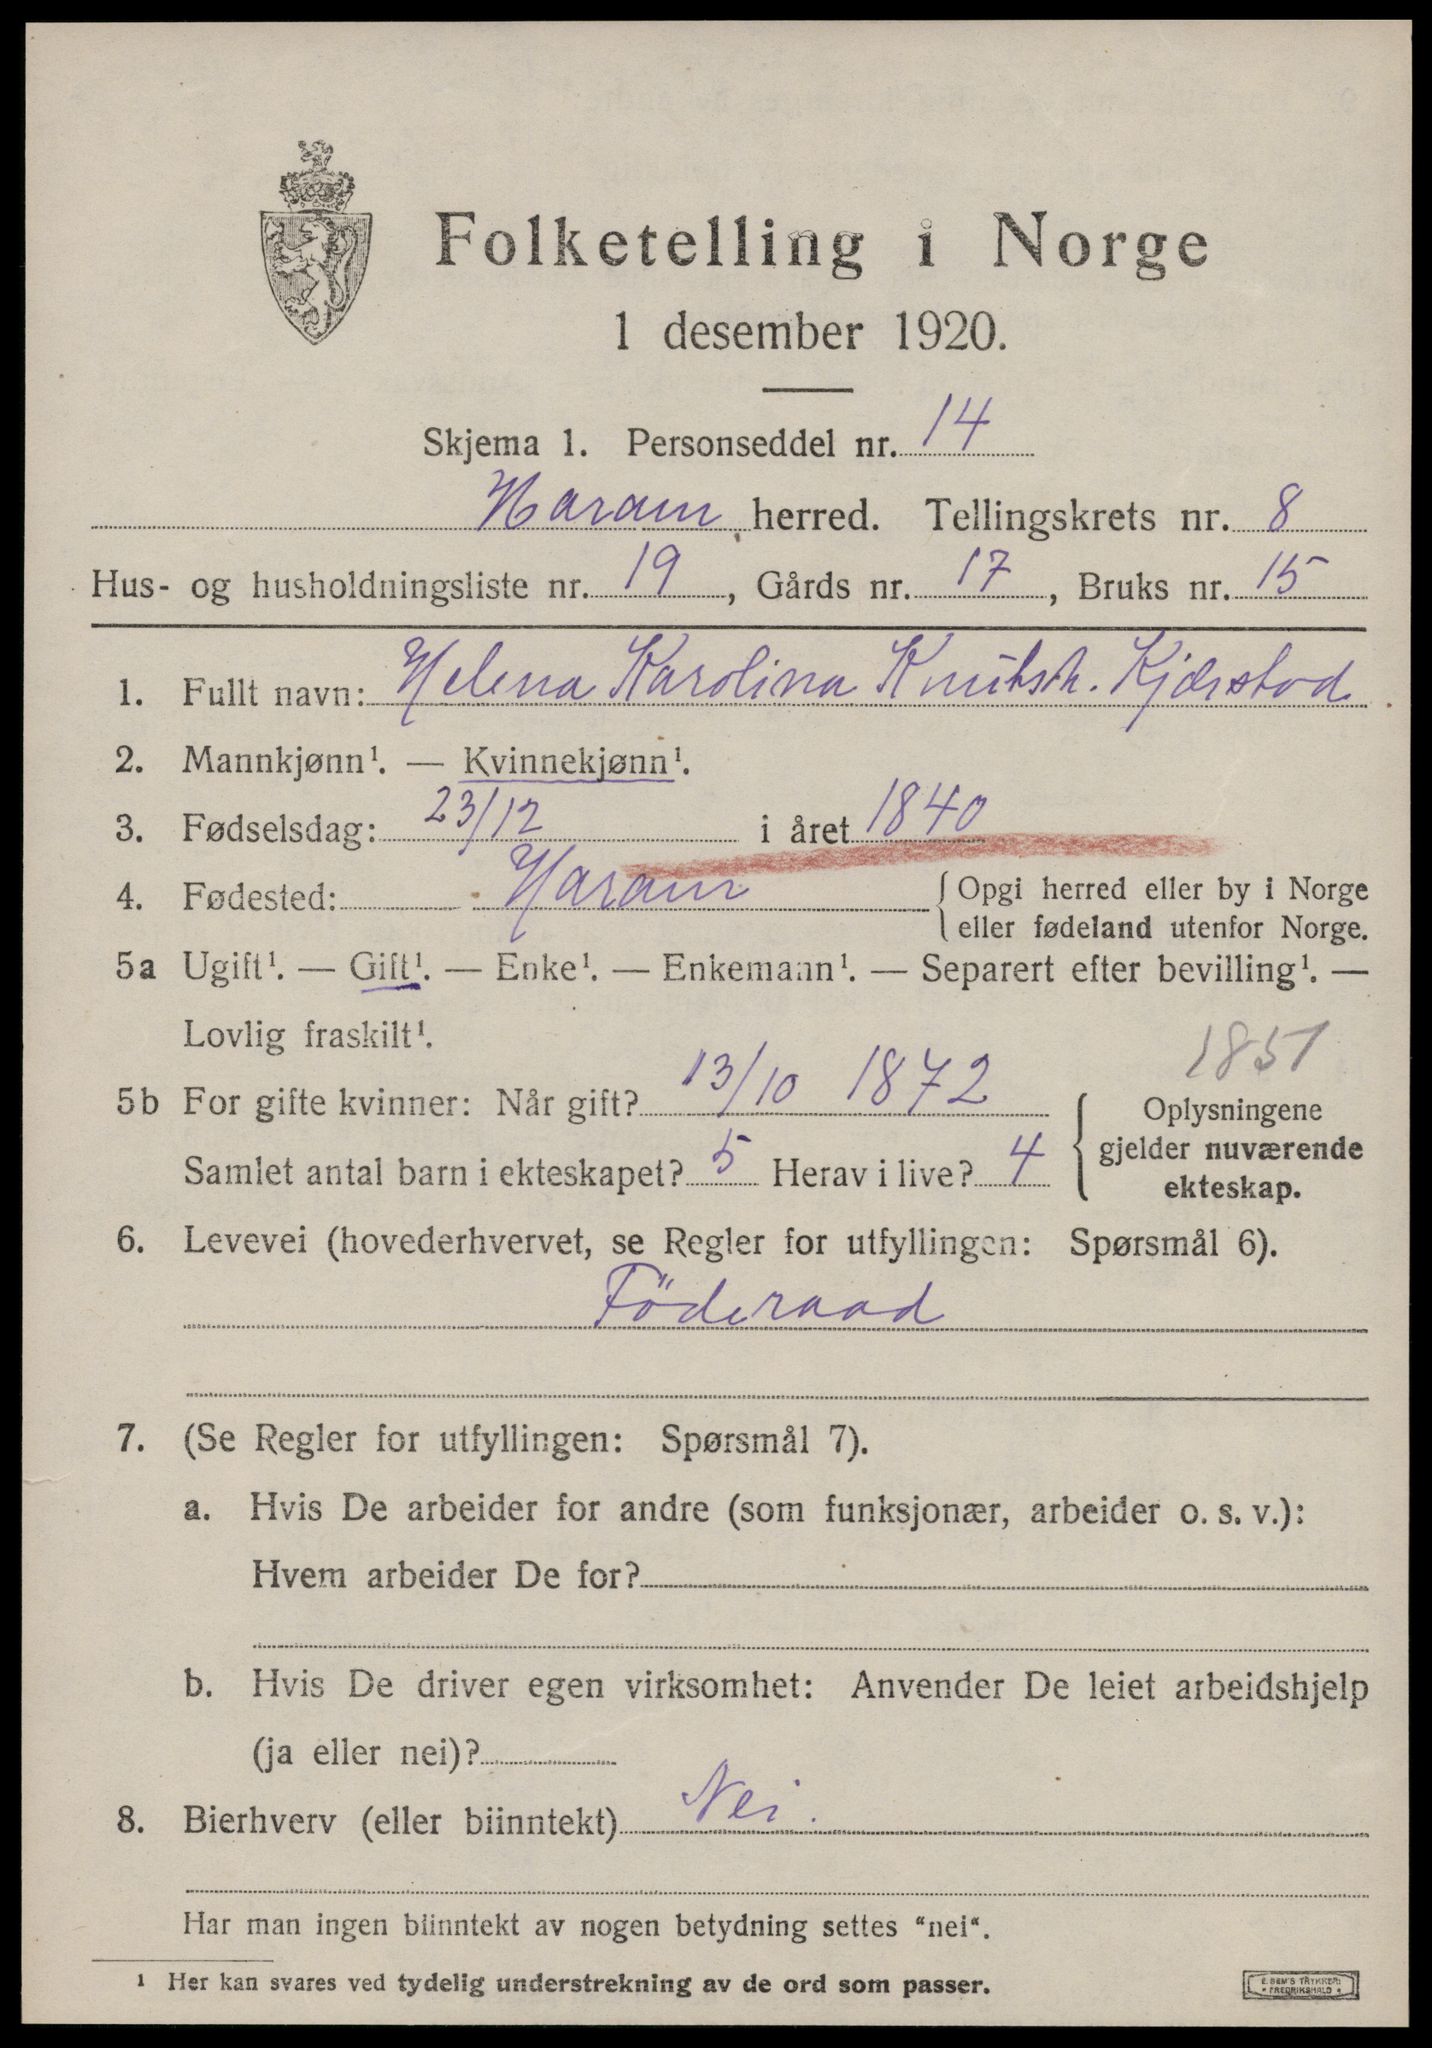 Folketelling i Norge
1 desember 1920.
Skjema 1. Personseddel nr. 14
Haram herred. Tellingskrets nr. 8
Hus- og husholdningsliste nr. 19, Gårds nr. 17, Bruks nr. 15
1. Fullt navn: Helena Karolina Knutsdt. Kjærstad
2. Mannkjønn¹. — Kvinnekjønn¹.
3. Fødselsdag: 23/12 i året 1840
4. Fødested: Haram { Opgi herred eller by i Norge
eller fødeland utenfor Norge.
5a Ugift¹. — Gift¹. — Enke¹. — Enkemann¹. — Separert efter bevilling¹. —
Lovlig fraskilt¹.
1851
5b For gifte kvinner: Når gift? 13/10 1872 { Oplysningene
gjelder nuværende
Samlet antal barn i ekteskapet? 5 Herav i live? 4 ekteskap.
6. Levevei (hovederhvervet, se Regler for utfyllingen: Spørsmål 6).
Föderaad
7. (Se Regler for utfyllingen: Spørsmål 7).
a. Hvis De arbeider for andre (som funksjonær, arbeider o. s. v.):
Hvem arbeider De for?
b. Hvis De driver egen virksomhet: Anvender De leiet arbeidshjelp
(ja eller nei)?
8. Bierhverv (eller biinntekt) Nei.
Har man ingen biinntekt av nogen betydning settes “nei“.
1 Her kan svares ved tydelig understrekning av de ord som passer.
E. SEM'S TRYKKERI
• FREDRIKSHALD •